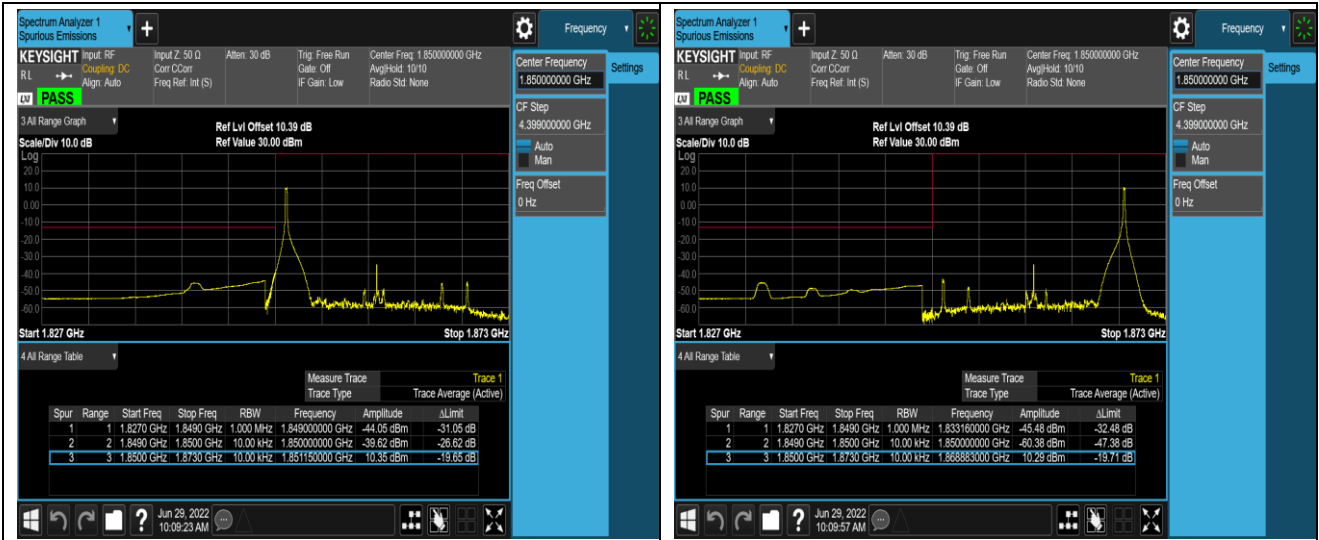 Spectrum Analyzer 1
Spurious Emissions
Frequency
KEYSIGHT Input: RF Input Z: 50 Ω Atten: 30 dB Trig: Free Run Center Freq: 1.850000000 GHz
RL Coupling: DC Corr CCorr Gate: Off Avg|Hold: 10/10
Align: Auto Freq Ref: Int (S) IF Gain: Low Radio Std: None
LXI PASS
Center Frequency
1.850000000 GHz
Settings
CF Step
4.399000000 GHz
Auto
Man
Freq Offset
0 Hz
3 All Range Graph
Ref Lvl Offset 10.39 dB
Scale/Div 10.0 dB Ref Value 30.00 dBm
Log
20.0
10.0
0.00
-10.0
-20.0
-30.0
-40.0
-50.0
-60.0
Start 1.827 GHz Stop 1.873 GHz
4 All Range Table
Measure Trace Trace 1
Trace Type Trace Average (Active)
Spur Range Start Freq Stop Freq RBW Frequency Amplitude ΔLimit
1 1 1.8270 GHz 1.8490 GHz 1.000 MHz 1.849000000 GHz -44.05 dBm -31.05 dB
2 2 1.8490 GHz 1.8500 GHz 10.00 kHz 1.850000000 GHz -39.62 dBm -26.62 dB
3 3 1.8500 GHz 1.8730 GHz 10.00 kHz 1.851150000 GHz 10.35 dBm -19.65 dB
? Jun 29, 2022
10:09:23 AM
Spectrum Analyzer 1
Spurious Emissions
Frequency
KEYSIGHT Input: RF Input Z: 50 Ω Atten: 30 dB Trig: Free Run Center Freq: 1.850000000 GHz
RL Coupling: DC Corr CCorr Gate: Off Avg|Hold: 10/10
Align: Auto Freq Ref: Int (S) IF Gain: Low Radio Std: None
LXI PASS
Center Frequency
1.850000000 GHz
Settings
CF Step
4.399000000 GHz
Auto
Man
Freq Offset
0 Hz
3 All Range Graph
Ref Lvl Offset 10.39 dB
Scale/Div 10.0 dB Ref Value 30.00 dBm
Log
20.0
10.0
0.00
-10.0
-20.0
-30.0
-40.0
-50.0
-60.0
Start 1.827 GHz Stop 1.873 GHz
4 All Range Table
Measure Trace Trace 1
Trace Type Trace Average (Active)
Spur Range Start Freq Stop Freq RBW Frequency Amplitude ΔLimit
1 1 1.8270 GHz 1.8490 GHz 1.000 MHz 1.833160000 GHz -45.48 dBm -32.48 dB
2 2 1.8490 GHz 1.8500 GHz 10.00 kHz 1.850000000 GHz -60.38 dBm -47.38 dB
3 3 1.8500 GHz 1.8730 GHz 10.00 kHz 1.868883000 GHz 10.29 dBm -19.71 dB
? Jun 29, 2022
10:09:57 AM